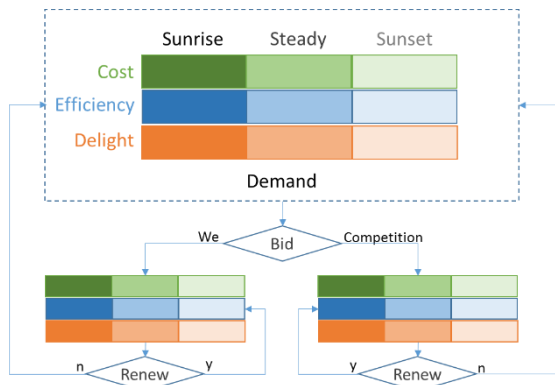 Sunrise Steady Sunset
Cost
Efficiency
Delight
Demand
We Bid Competition
n Renew y
y Renew n